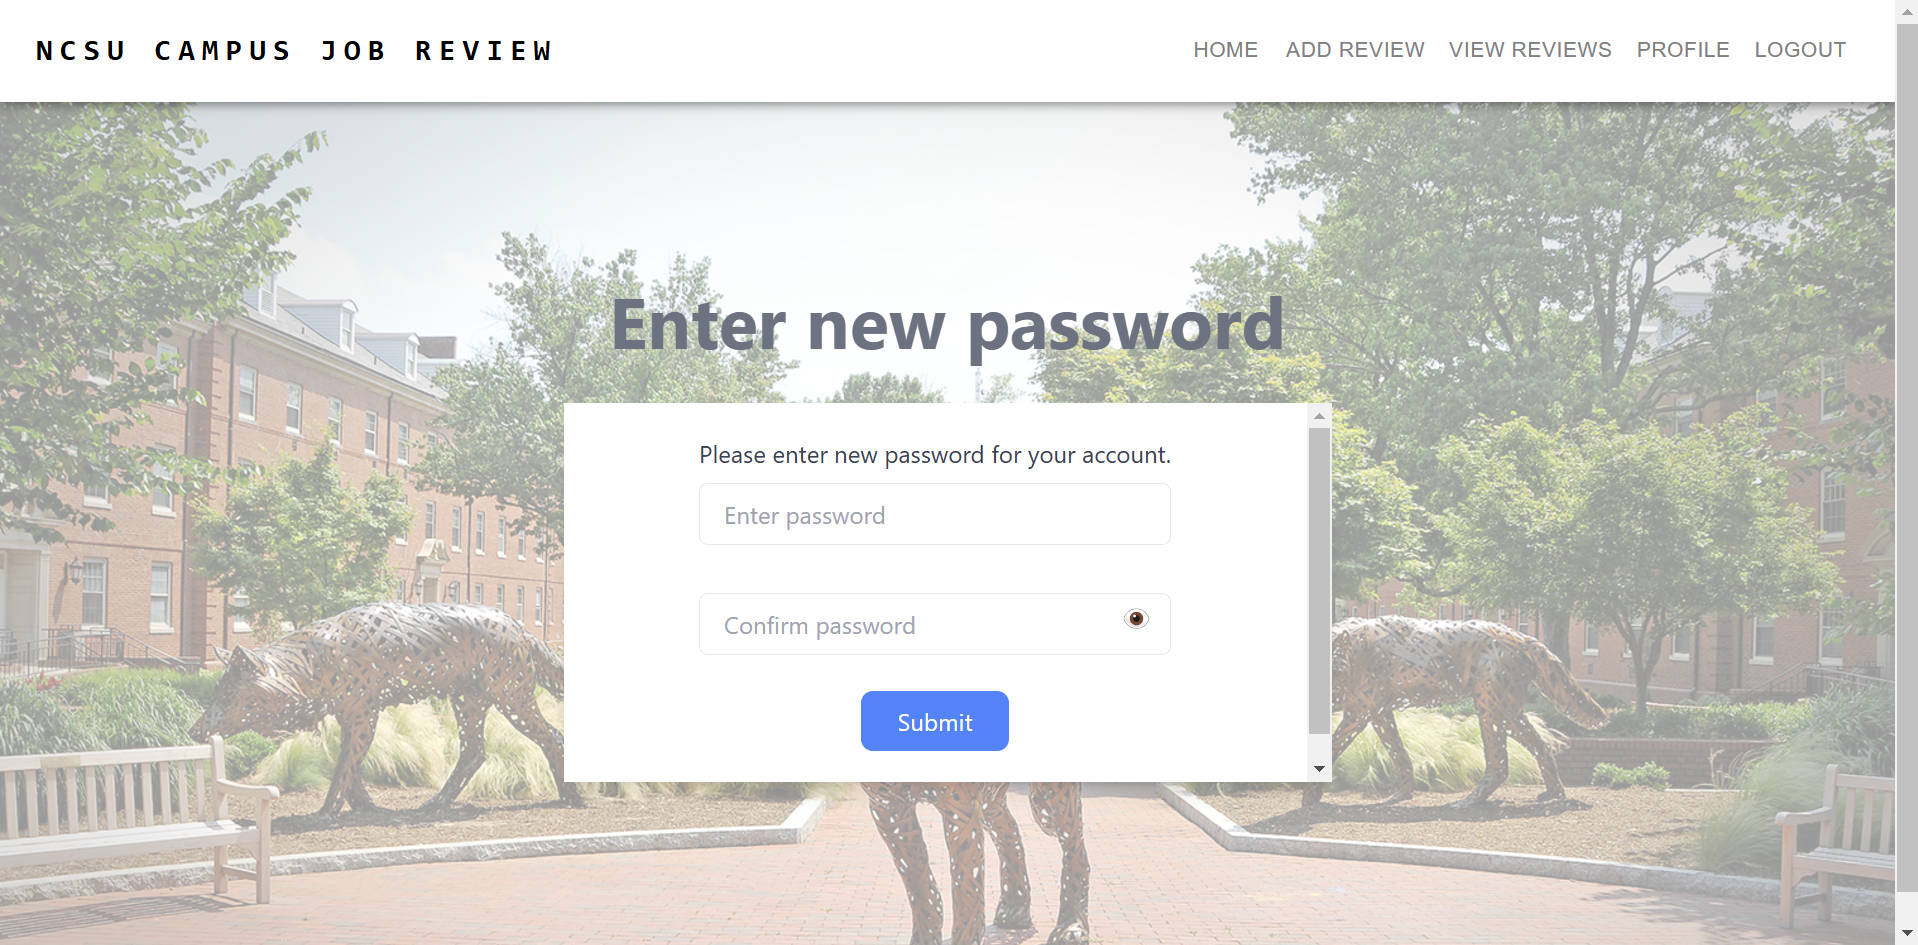 NCSU CAMPUS JOB REVIEW
HOME ADD REVIEW VIEW REVIEWS PROFILE LOGOUT
Enter new password
Please enter new password for your account.
Enter password
Confirm password
Submit